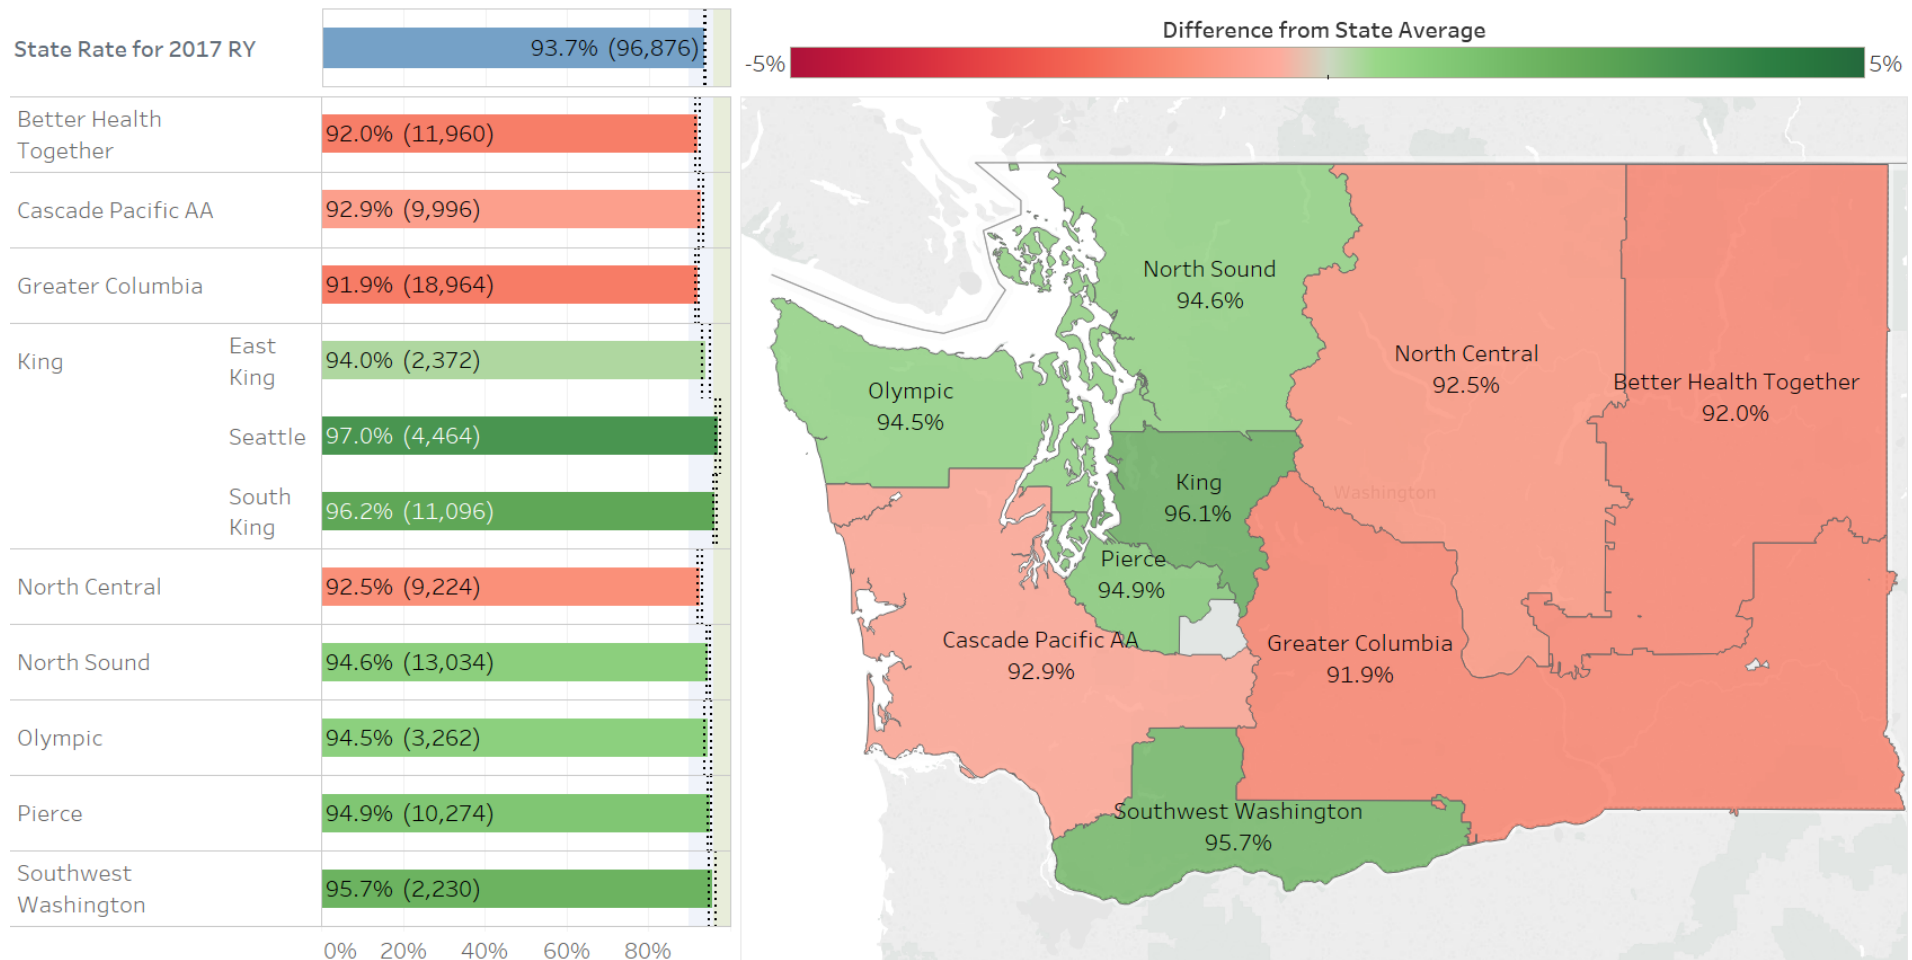 State Rate for 2017 RY
93.7% (96,876)
Better Health
Together
92.0% (11,960)
Cascade Pacific AA
92.9% (9,996)
Greater Columbia
91.9% (18,964)
King
East
King
94.0% (2,372)
Seattle
97.0% (4,464)
South
King
96.2% (11,096)
North Central
92.5% (9,224)
North Sound
94.6% (13,034)
Olympic
94.5% (3,262)
Pierce
94.9% (10,274)
Southwest
Washington
95.7% (2,230)
0% 20% 40% 60% 80%
Difference from State Average
-5% 5%
North Sound
94.6%
North Central
92.5%
Better Health Together
92.0%
Olympic
94.5%
King
96.1%
Washington
Pierce
94.9%
Cascade Pacific AA
92.9%
Greater Columbia
91.9%
Southwest Washington
95.7%